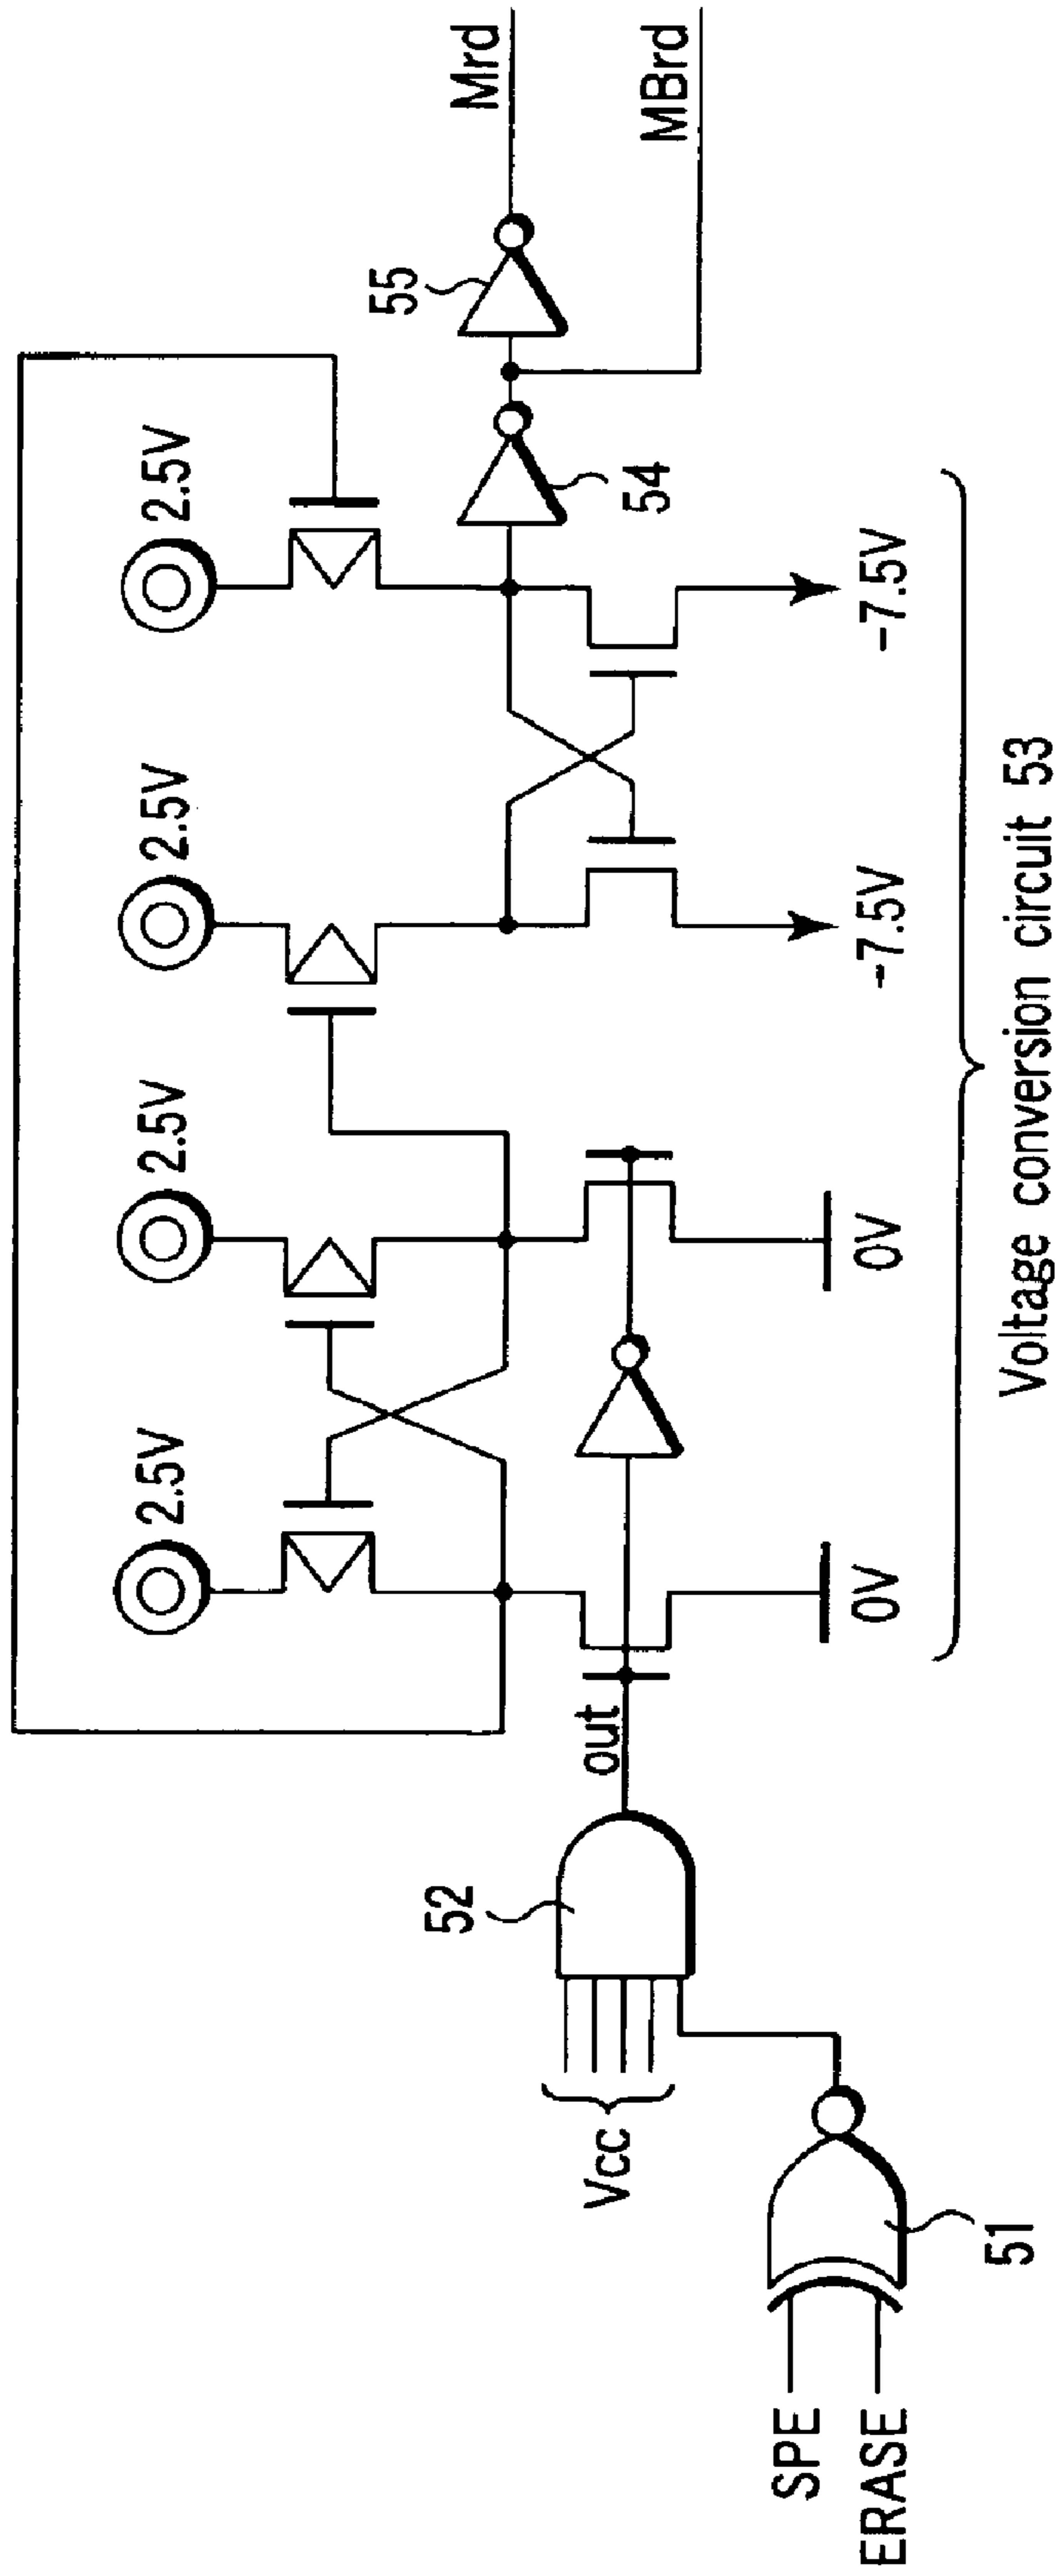 2.5V
2.5V
2.5V
2.5V
Mrd
55
MBrd
54
52
out
Vcc
0V
0V
-7.5V
-7.5V
SPE
ERASE
51
Voltage conversion circuit 53